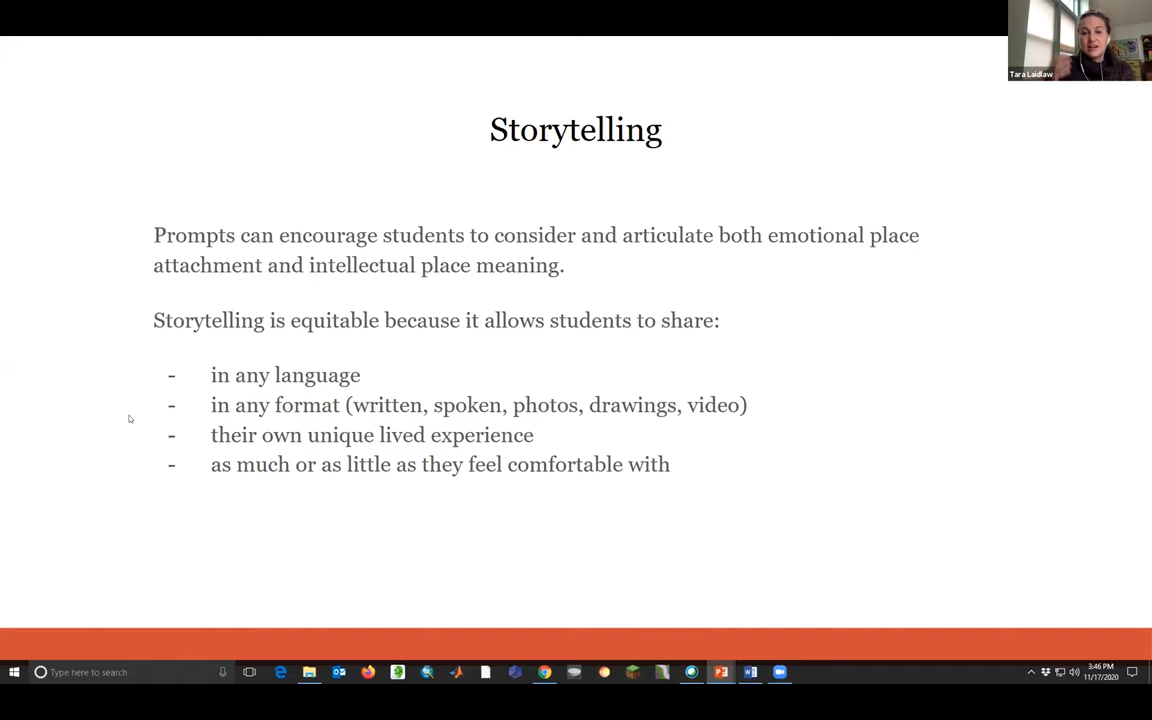 Tara Laidlaw
Storytelling
Prompts can encourage students to consider and articulate both emotional place
attachment and intellectual place meaning.
Storytelling is equitable because it allows students to share:
- in any language
- in any format (written, spoken, photos, drawings, video)
- their own unique lived experience
- as much or as little as they feel comfortable with
Type here to search
3:46 PM
11/17/2020